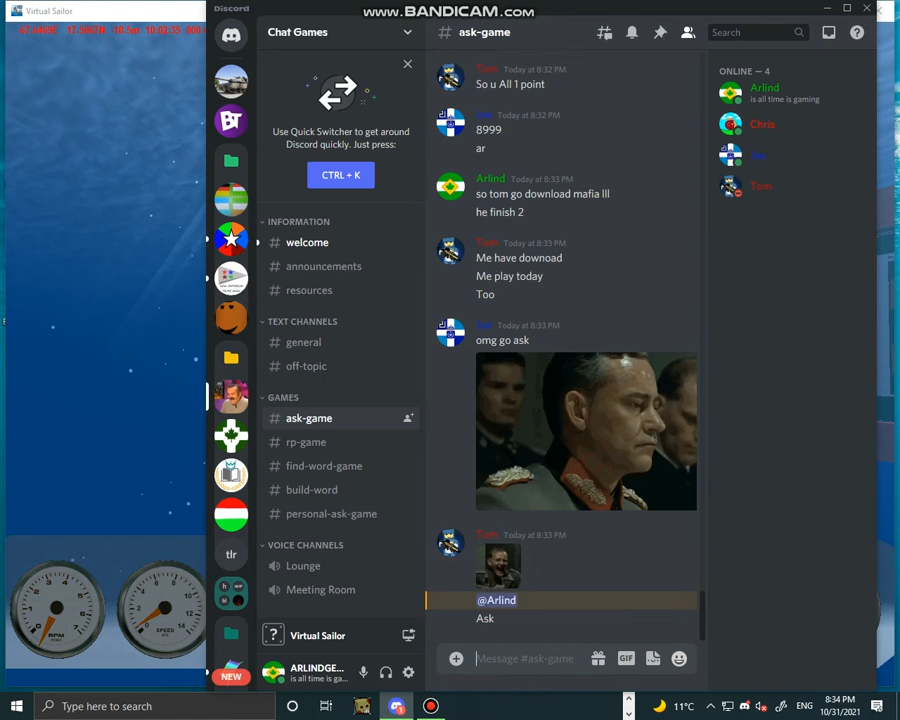 Virtual Sailor
www.BANDICAM.com
Discord
Chat Games
ask-game
Search
Use Quick Switcher to get around
Discord quickly. Just press:
CTRL + K
INFORMATION
welcome
announcements
resources
TEXT CHANNELS
general
off-topic
GAMES
ask-game
rp-game
find-word-game
build-word
personal-ask-game
VOICE CHANNELS
Lounge
Meeting Room
Virtual Sailor
ARLINDGE...
is all time is ga...
BT
tlr
NEW
Tom Today at 8:32 PM
So u All 1 point
Today at 8:32 PM
8999
ar
Arlind Today at 8:33 PM
so tom go download mafia lll
he finish 2
Tom Today at 8:33 PM
Me have downoad
Me play today
Too
Today at 8:33 PM
omg go ask
Tom Today at 8:33 PM
@Arlind
Ask
Message #ask-game
GIF
ONLINE — 4
Arlind
is all time is gaming
Chris
Tom
RPM
SPEED
Type here to search
11°C
ENG
8:34 PM
10/31/2021